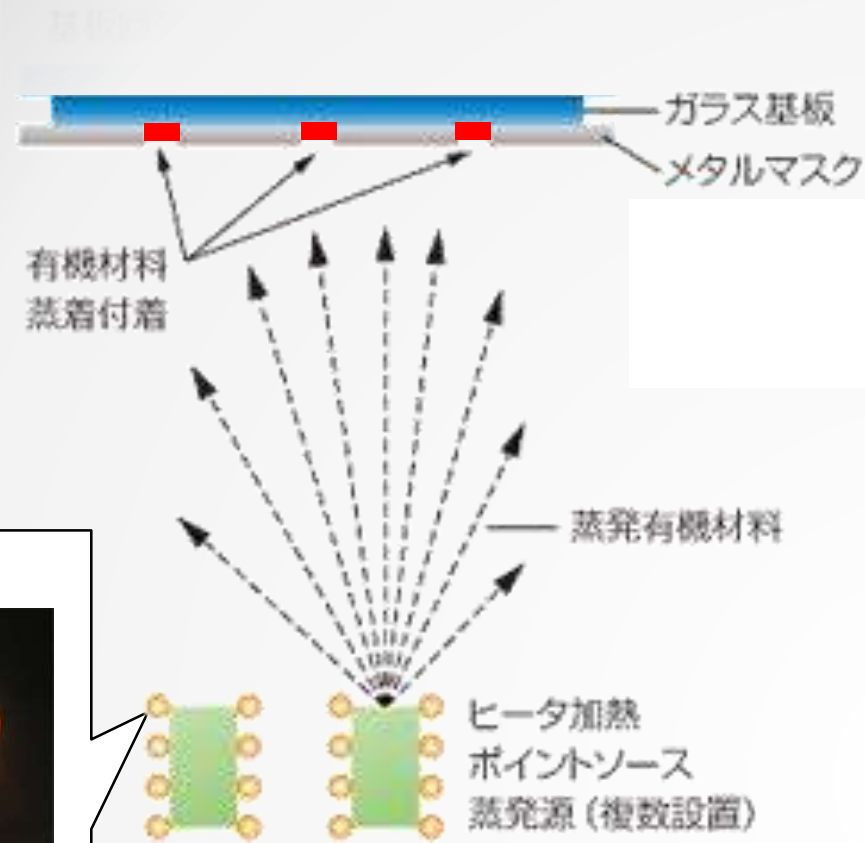 ガラス基板
メタルマスク
有機材料
蒸着付着
蒸発有機材料
ヒータ加熱
ポイントソース
蒸発源（複数設置）